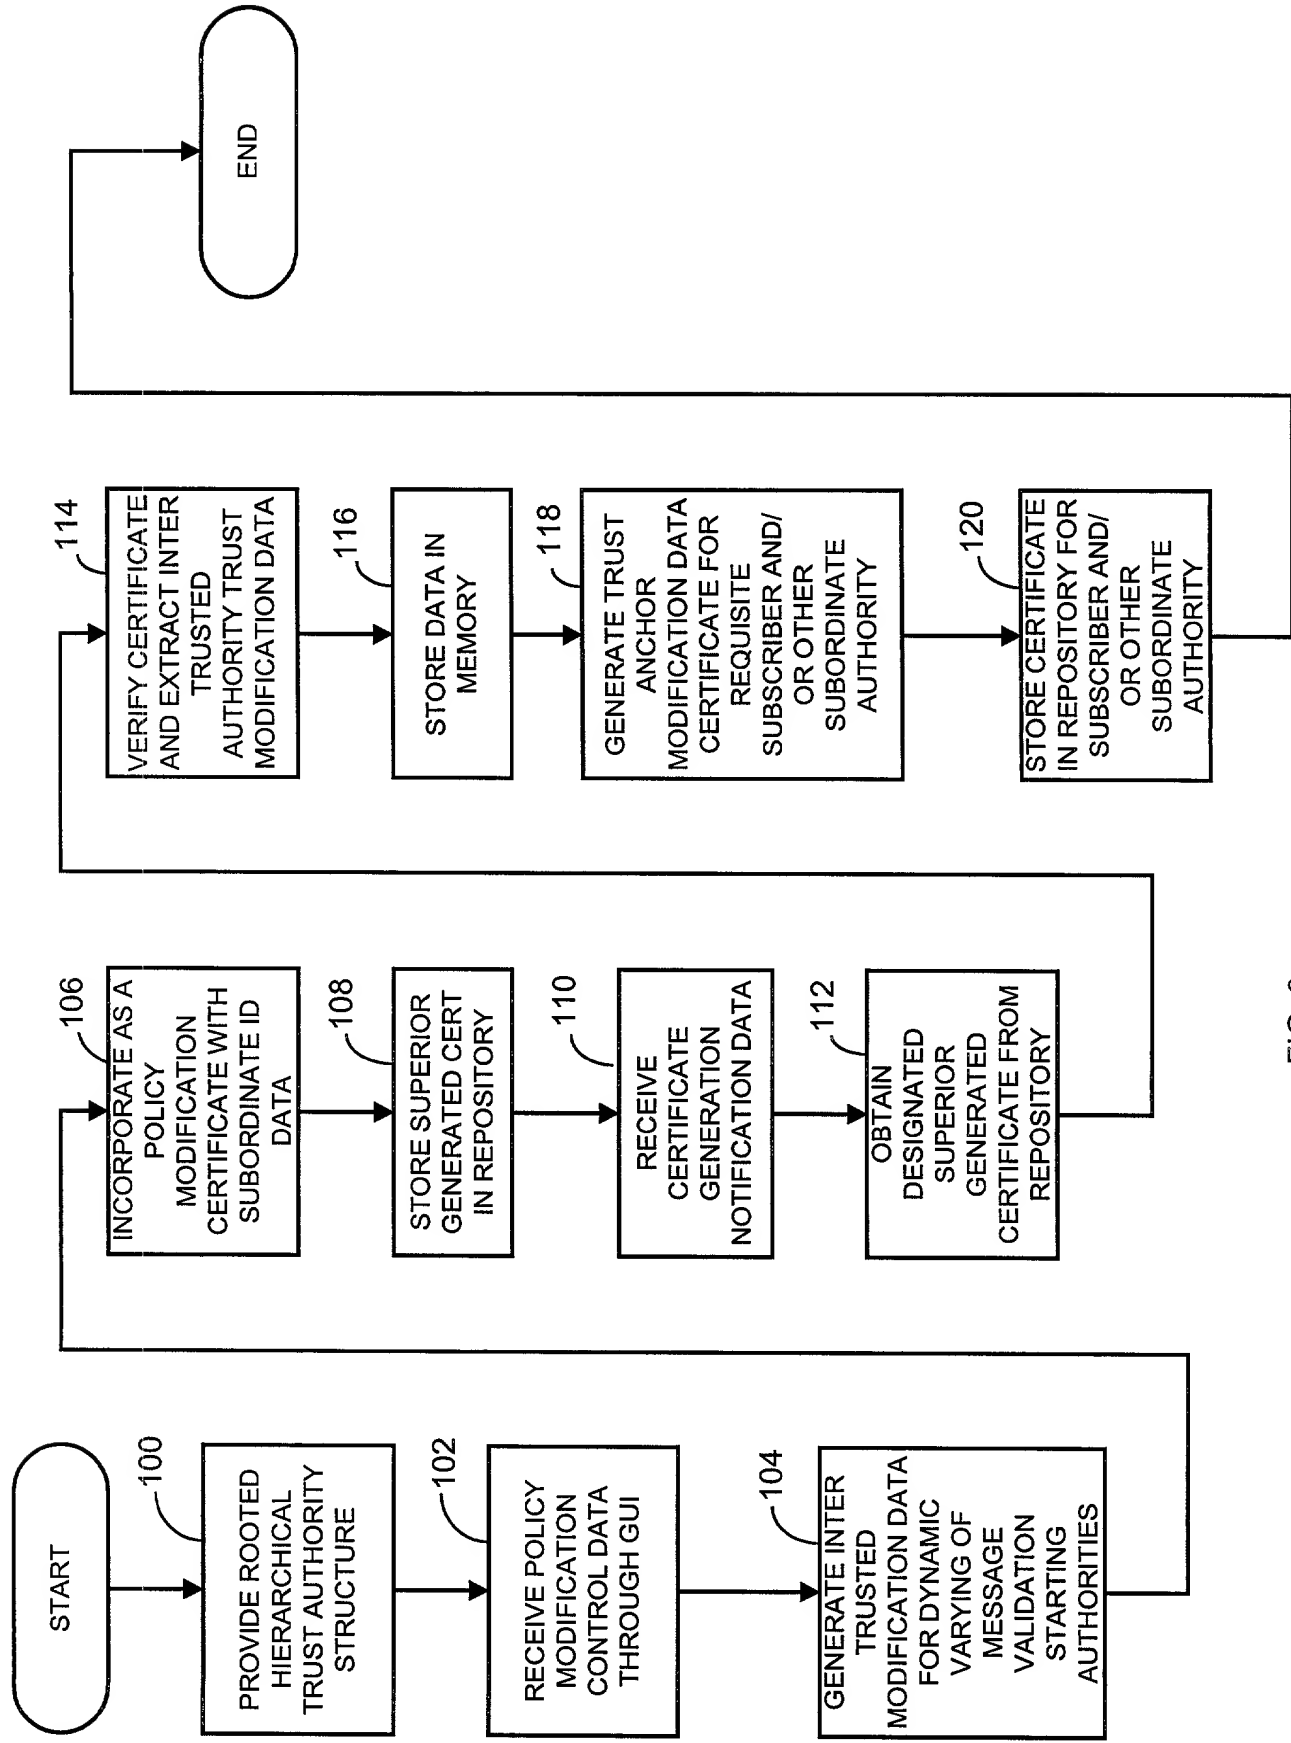 START
100
PROVIDE ROOTED
HIERARCHICAL
TRUST AUTHORITY
STRUCTURE
102
RECEIVE POLICY
MODIFICATION
CONTROL DATA
THROUGH GUI
104
GENERATE INTER
TRUSTED
MODIFICATION DATA
FOR DYNAMIC
VARYING OF
MESSAGE
VALIDATION
STARTING
AUTHORITIES
106
INCORPORATE AS A
POLICY
MODIFICATION
CERTIFICATE WITH
SUBORDINATE ID
DATA
108
STORE SUPERIOR
GENERATED CERT
IN REPOSITORY
110
RECEIVE
CERTIFICATE
GENERATION
NOTIFICATION DATA
112
OBTAIN
DESIGNATED
SUPERIOR
GENERATED
CERTIFICATE FROM
REPOSITORY
114
VERIFY CERTIFICATE
AND EXTRACT INTER
TRUSTED
AUTHORITY TRUST
MODIFICATION DATA
116
STORE DATA IN
MEMORY
118
GENERATE TRUST
ANCHOR
MODIFICATION DATA
CERTIFICATE FOR
REQUISITE
SUBSCRIBER AND/
OR OTHER
SUBORDINATE
AUTHORITY
120
STORE CERTIFICATE
IN REPOSITORY FOR
SUBSCRIBER AND/
OR OTHER
SUBORDINATE
AUTHORITY
END